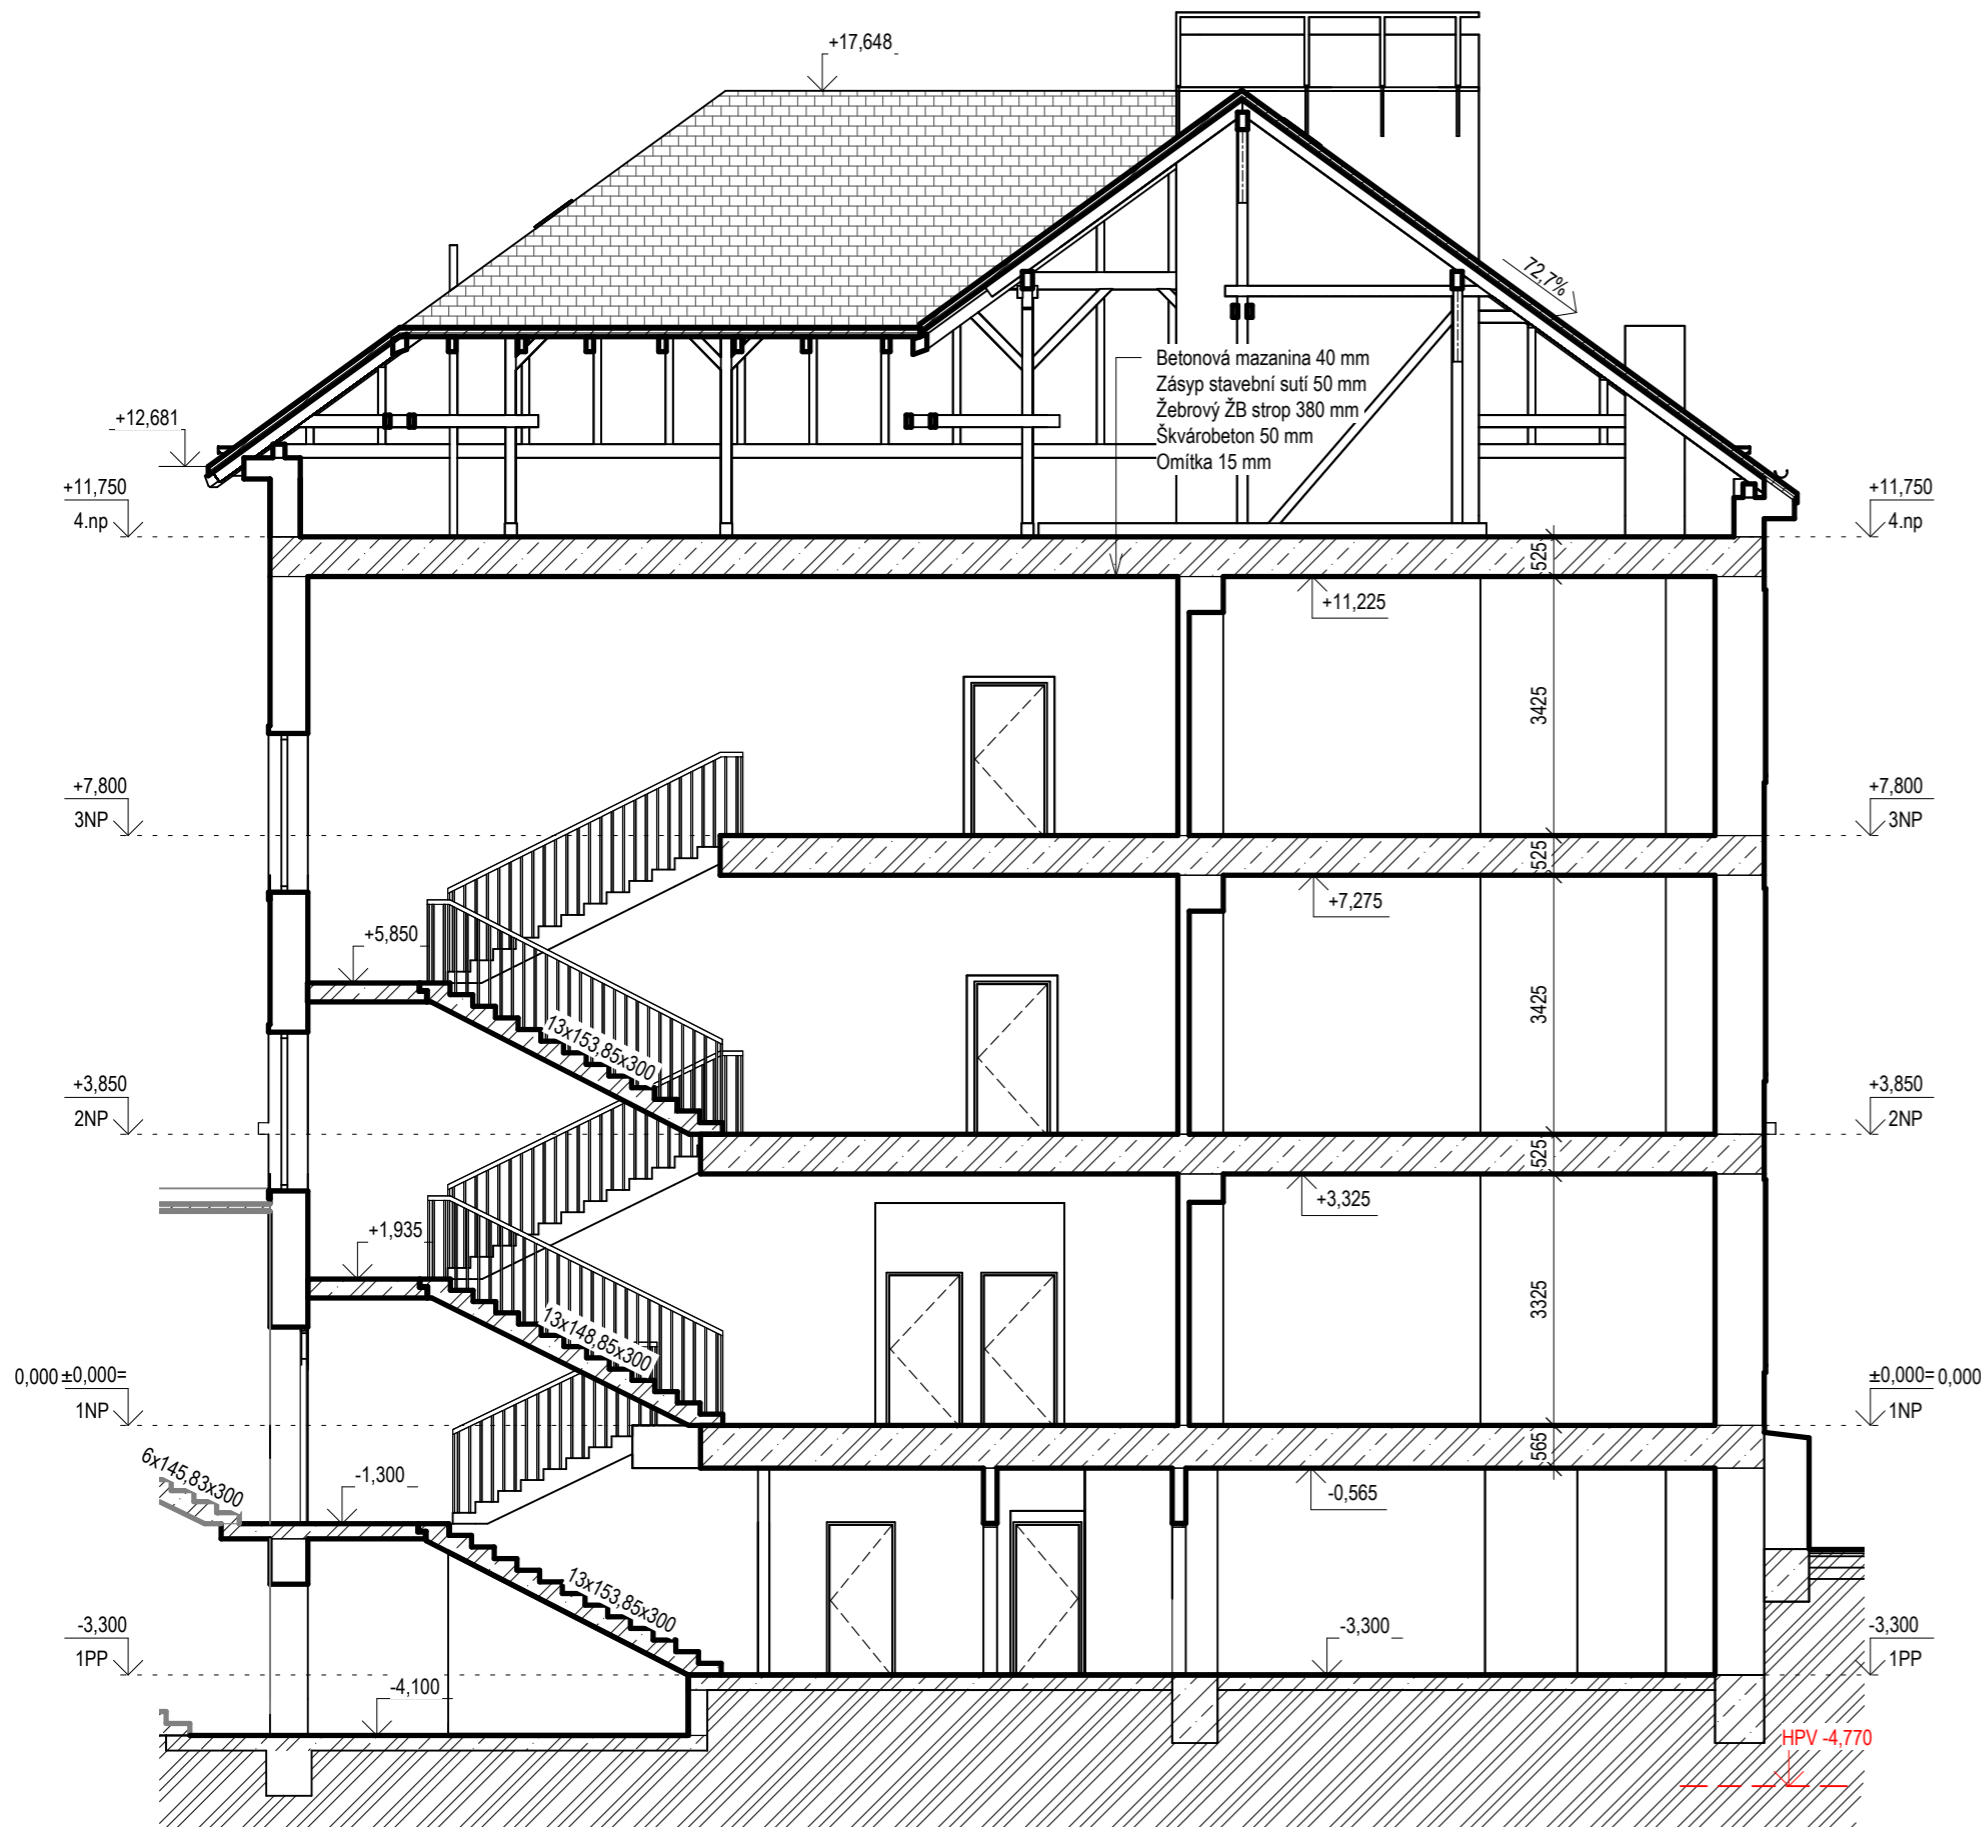 +17,648
72,7%
Betonová mazanina 40 mm
Zásyp stavební sutí 50 mm
Žebrový ŽB strop 380 mm
Škvárobeton 50 mm
Omítka 15 mm
+12,681
+11,750
4.np
+11,750
4.np
525
+11,225
3425
+7,800
3NP
+7,800
3NP
525
+7,275
+5,850
3425
13x153,85x300
+3,850
2NP
+3,850
2NP
525
+3,325
+1,935
3325
13x148,85x300
0,000 ±0,000=
1NP
±0,000= 0,000
1NP
565
6x145,83x300
-1,300
-0,565
13x153,85x300
-3,300
1PP
-3,300
-3,300
1PP
-4,100
HPV -4,770